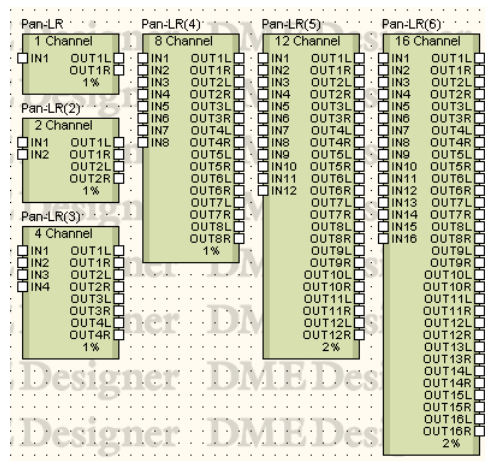 Pan-LR
1 Channel
IN1 OUT1L
OUT1R
1%
Pan-LR(2)
2 Channel
IN1 OUT1L
IN2 OUT1R
OUT2L
OUT2R
1%
Pan-LR(3)
4 Channel
IN1 OUT1L
IN2 OUT1R
IN3 OUT2L
IN4 OUT2R
OUT3L
OUT3R
OUT4L
OUT4R
1%
Pan-LR(4)
8 Channel
IN1 OUT1L
IN2 OUT1R
IN3 OUT2L
IN4 OUT2R
IN5 OUT3L
IN6 OUT3R
IN7 OUT4L
IN8 OUT4R
OUT5L
OUT5R
OUT6L
OUT6R
OUT7L
OUT7R
OUT8L
OUT8R
1%
Pan-LR(5)
12 Channel
IN1 OUT1L
IN2 OUT1R
IN3 OUT2L
IN4 OUT2R
IN5 OUT3L
IN6 OUT3R
IN7 OUT4L
IN8 OUT4R
IN9 OUT5L
IN10 OUT5R
IN11 OUT6L
IN12 OUT6R
OUT7L
OUT7R
OUT8L
OUT8R
OUT9L
OUT9R
OUT10L
OUT10R
OUT11L
OUT11R
OUT12L
OUT12R
2%
Pan-LR(6)
16 Channel
IN1 OUT1L
IN2 OUT1R
IN3 OUT2L
IN4 OUT2R
IN5 OUT3L
IN6 OUT3R
IN7 OUT4L
IN8 OUT4R
IN9 OUT5L
IN10 OUT5R
IN11 OUT6L
IN12 OUT6R
IN13 OUT7L
IN14 OUT7R
IN15 OUT8L
IN16 OUT8R
OUT9L
OUT9R
OUT10L
OUT10R
OUT11L
OUT11R
OUT12L
OUT12R
OUT13L
OUT13R
OUT14L
OUT14R
OUT15L
OUT15R
OUT16L
OUT16R
2%
Designer DME Des
Designer DME Des